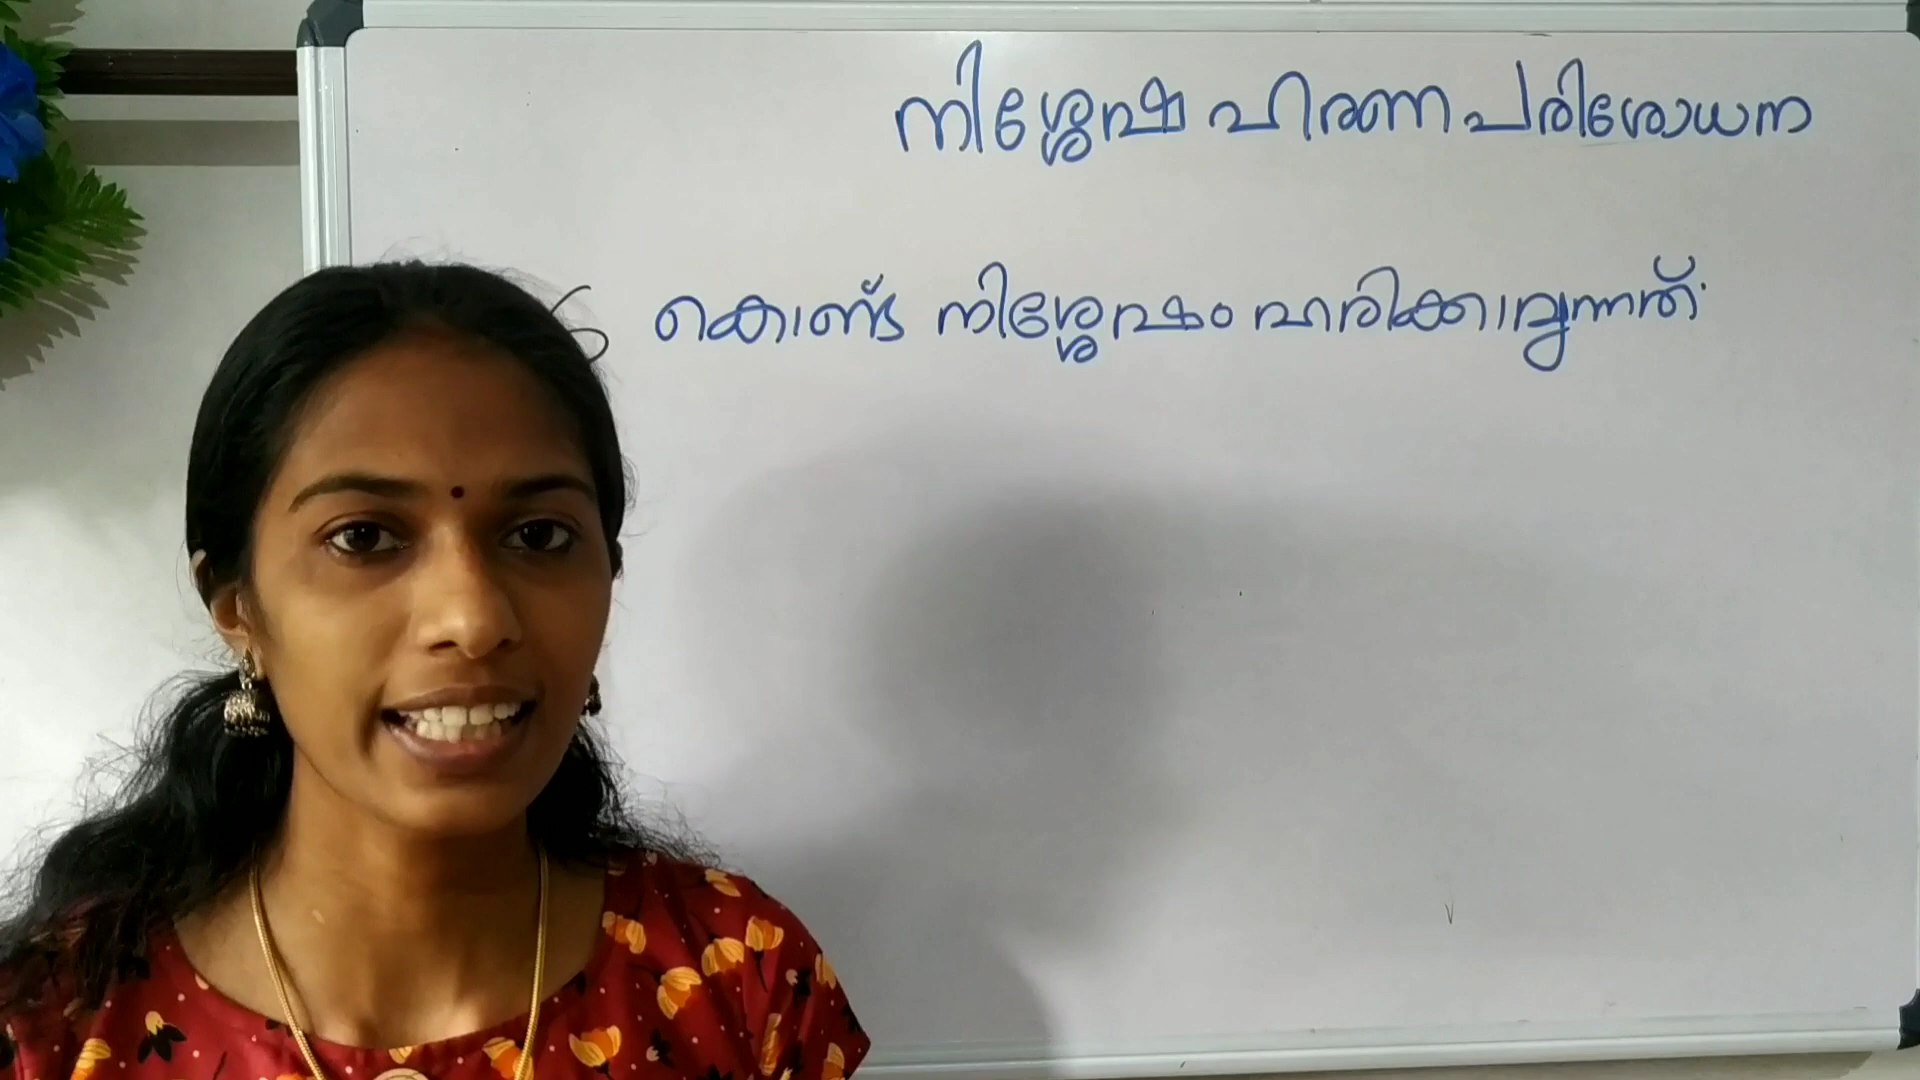 നിശ്ശേഷ ഹരണ പരിശോധന
കൊണ്ട് നിശ്ശേഷം ഹരിക്കാവുന്നത്